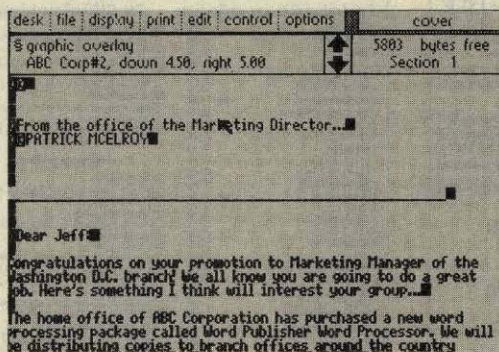 desk file display print edit control options cover
graphic overlay 5803 bytes free
ABC Corp#2, down 4.50, right 5.00 Section 1
From the office of the Marketing Director...
PATRICK MCELROY
Dear Jeff
Congratulations on your promotion to Marketing Manager of the
Washington D.C. branch! We all know you are going to do a great
job. Here's something I think will interest your group...
The home office of ABC Corporation has purchased a new word
processing package called Word Publisher Word Processor. We will
be distributing copies to branch offices around the country